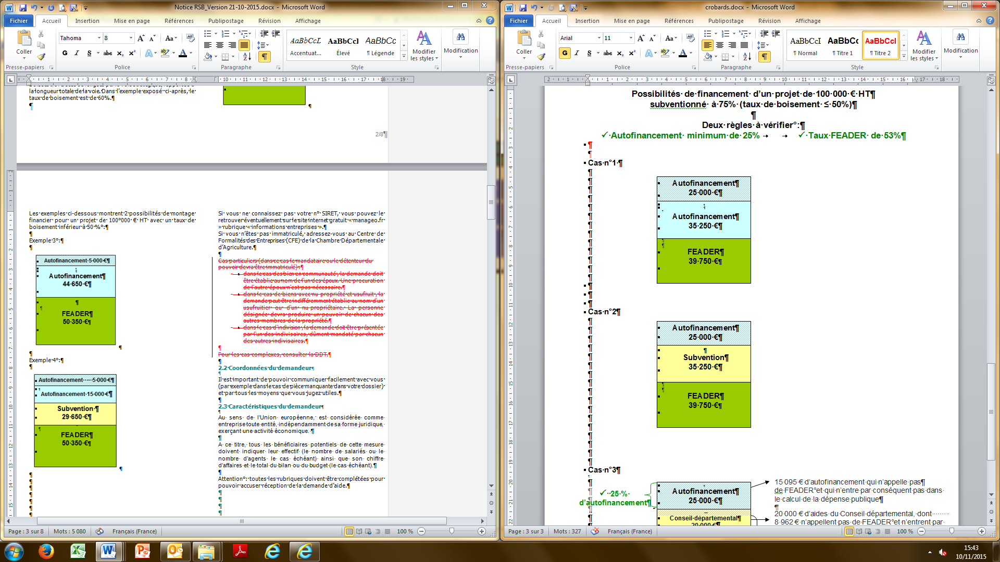 Notice RSB_Version 21-10-2015.docx - Microsoft Word
Fichier Accueil Insertion Mise en page Références Publipostage Révision Affichage
Tahoma 8
Coller
AaBbCcL AaBbCcI AaBbCc
Accentuat... Élevé ¶ Légende
Modifier les styles
Modification
Presse-papiers Police Paragraphe Style
la longueur totale de la voie. Dans l'exemple exposé ci-après, le
taux de boisement est de 60%.¶
2/8¶
Les exemples ci-dessous montrent 2 possibilités de montage
financier pour un projet de 100°000 € HT avec un taux de
boisement inférieur à 50 %°:¶
Exemple 3°:¶
Autofinancement 5 000 €¶
Autofinancement¶
44 650 €¶
FEADER¶
50 350 €¶
Exemple 4°:¶
Autofinancement......5 000 €¶
Autofinancement 15 000 €¶
Subvention ¶
29 650 €¶
FEADER¶
50 350 €¶
Si vous ne connaissez pas votre n° SIRET, vous pouvez le
retrouver éventuellement sur le site internet gratuit « manageo.fr
» rubrique « informations entreprises ».¶
Si vous n'êtes pas immatriculé, adressez-vous au Centre de
Formalités des Entreprises (CFE) de la Chambre Départementale
d'Agriculture.¶
Cas particuliers (dans ce cas le mandataire ou le détenteur du
pouvoir devra être immatriculé) :¶
dans le cas des bien en communauté, la demande doit
être établie au nom de l'un des époux. Une procuration
de l'autre époux n'est pas nécessaire.¶
dans le cas de biens avec nu propriété et usufruit, la
demande peut être indifféremment établie au nom d'un
usufruitier ou d'un nu propriétaire. La personne
désignée devra produire un pouvoir de chacun des
autres membres de la propriété.¶
dans le cas d'indivision, la demande doit être présentée
par l'un des indivisaires, dûment mandaté par chacun
des autres indivisaires.¶
Pour les cas complexes, consulter la DDT.¶
2.2 Coordonnées du demandeur¶
Il est important de pouvoir communiquer facilement avec vous
(par exemple dans le cas de pièce manquante dans votre dossier)
et par tous les moyens que vous jugez utiles.¶
2.3 Caractéristiques du demandeur¶
Au sens de l'Union européenne, est considérée comme
entreprise toute entité, indépendamment de sa forme juridique,
exerçant une activité économique. ¶
A ce titre, tous les bénéficiaires potentiels de cette mesure
doivent indiquer leur effectif (le nombre de salariés ou le
nombre d'agents le cas échéant) ainsi que son chiffre
d'affaires et le total du bilan ou du budget (le cas échéant).¶
Attention°: toutes les rubriques doivent être complétées pour
pouvoir accuser réception de la demande d'aide.¶
Page : 3 sur 8 Mots : 5 080 Français (France) 100 %
crobards.docx - Microsoft Word
Fichier Accueil Insertion Mise en page Références Publipostage Révision Affichage
Arial 11
Coller
AaBbCcI AaBbCc AaBbCcI
¶ Normal ¶ Titre 1 ¶ Titre 2
Modifier les styles
Modification
Presse-papiers Police Paragraphe Style
Possibilités de financement d'un projet de 100 000 € HT¶
subventionné à 75% (taux de boisement ≤ 50%)¶
Deux règles à vérifier°:¶
✓ Autofinancement minimum de 25% → → ✓ Taux FEADER de 53%¶
Cas n°1 ¶
Autofinancement¶
25 000 €¶
Autofinancement¶
35 250 €¶
FEADER¶
39 750 €¶
Cas n°2¶
Autofinancement¶
25 000 €¶
Subvention¶
35 250 €¶
FEADER¶
39 750 €¶
Cas n°3¶
✓ 25 %
d'autofinancement¶
Autofinancement¶
25 000 €¶
Conseil départemental¶
20 000 €¶
15 095 € d'autofinancement qui n'appelle pas¶
de FEADER°et qui n'entre par conséquent pas dans
le calcul de la dépense publique¶
20 000 € d'aides du Conseil départemental, dont
8 962 € n'appellent pas de FEADER°et n'entrent par
Page : 3 sur 3 Mots : 327 Français (France) 100 %
15:43
10/11/2015